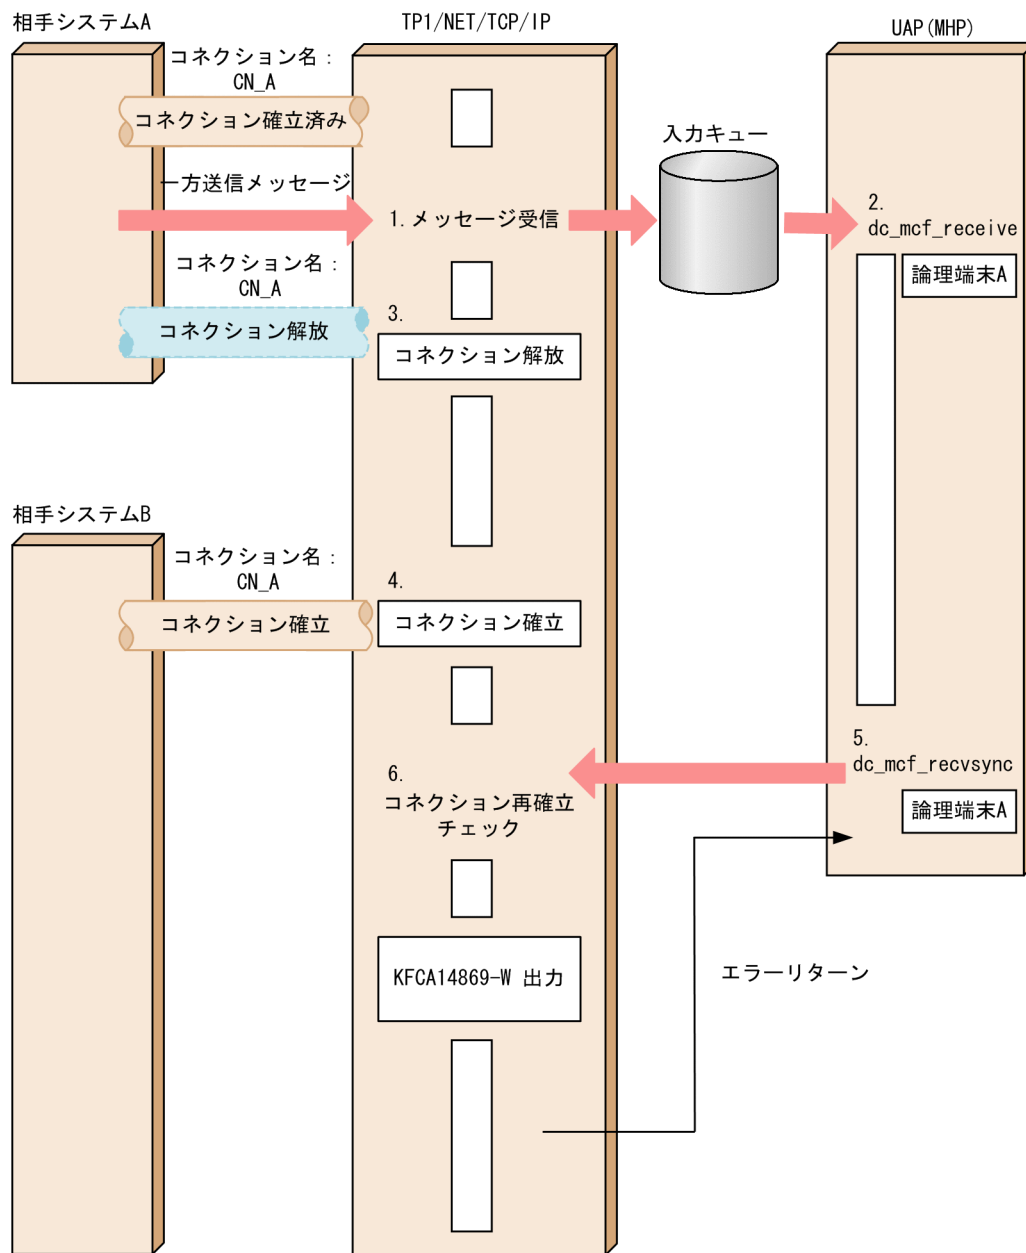 相手システムA
TP1/NET/TCP/IP
UAP(MHP)
コネクション名：
CN_A
コネクション確立済み
入力キュー
一方送信メッセージ
1.メッセージ受信
2.
dc_mcf_receive
論理端末A
コネクション名：
CN_A
コネクション解放
3.
コネクション解放
相手システムB
コネクション名：
CN_A
コネクション確立
4.
コネクション確立
5.
dc_mcf_recvsync
論理端末A
6.
コネクション再確立
チェック
KFCA14869-W 出力
エラーリターン